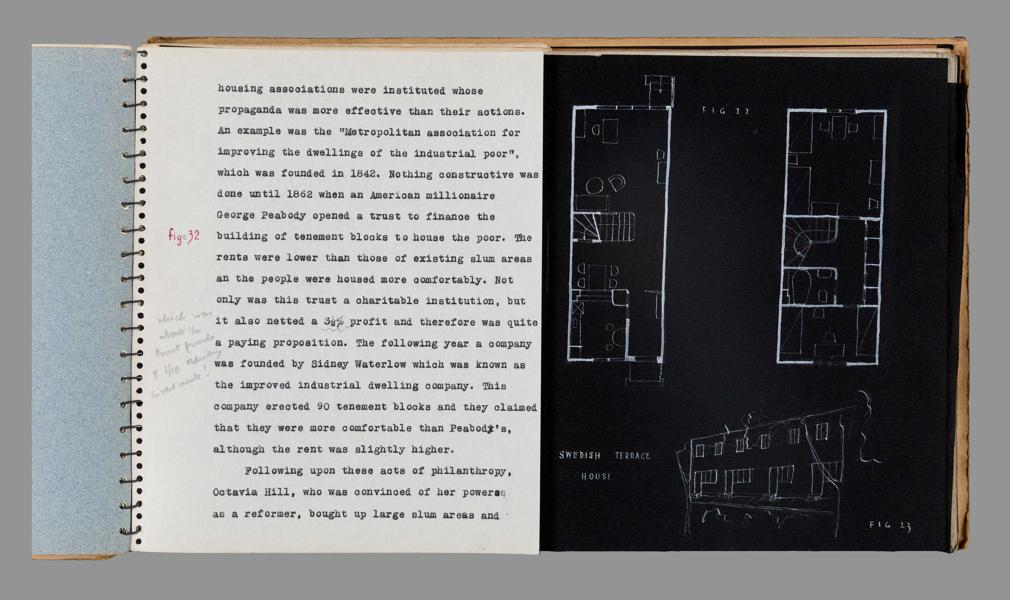 housing associations were instituted whose
propaganda was more effective than their actions.
An example was the "Metropolitan association for
improving the dwellings of the industrial poor",
which was founded in 1842. Nothing constructive was
done until 1862 when an American millionaire
George Peabody opened a trust to finance the
fig:32
building of tenement blocks to house the poor. The
rents were lower than those of existing slum areas
an the people were housed more comfortably. Not
only was this trust a charitable institution, but
it also netted a 3½% profit and therefore was quite
which was
about ½
a paying proposition. The following year a company
was founded by Sidney Waterlow which was known as
the improved industrial dwelling company. This
company erected 90 tenement blocks and they claimed
that they were more comfortable than Peabody's,
although the rent was slightly higher.
Following upon these acts of philanthropy,
Octavia Hill, who was convinced of her powers
as a reformer, bought up large slum areas and
FIG 22
SWEDISH TERRACE
HOUSE
FIG 23